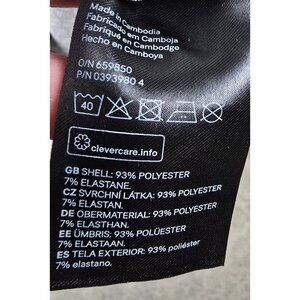 Made in Cambodia
Fabricado em Camboja
Fabriqué en Cambodge
Hecho en Camboya
O/N 659850
P/N 0393980 4
40
clevercare.info
GB SHELL: 93% POLYESTER
7% ELASTANE.
CZ SVRCHNÍ LÁTKA: 93% POLYESTER
7% ELASTAN.
DE OBERMATERIAL: 93% POLYESTER
7% ELASTHAN.
EE ÜMBRIS: 93% POLÜESTER
7% ELASTAAN.
ES TELA EXTERIOR: 93% poliéster
7% elastano.